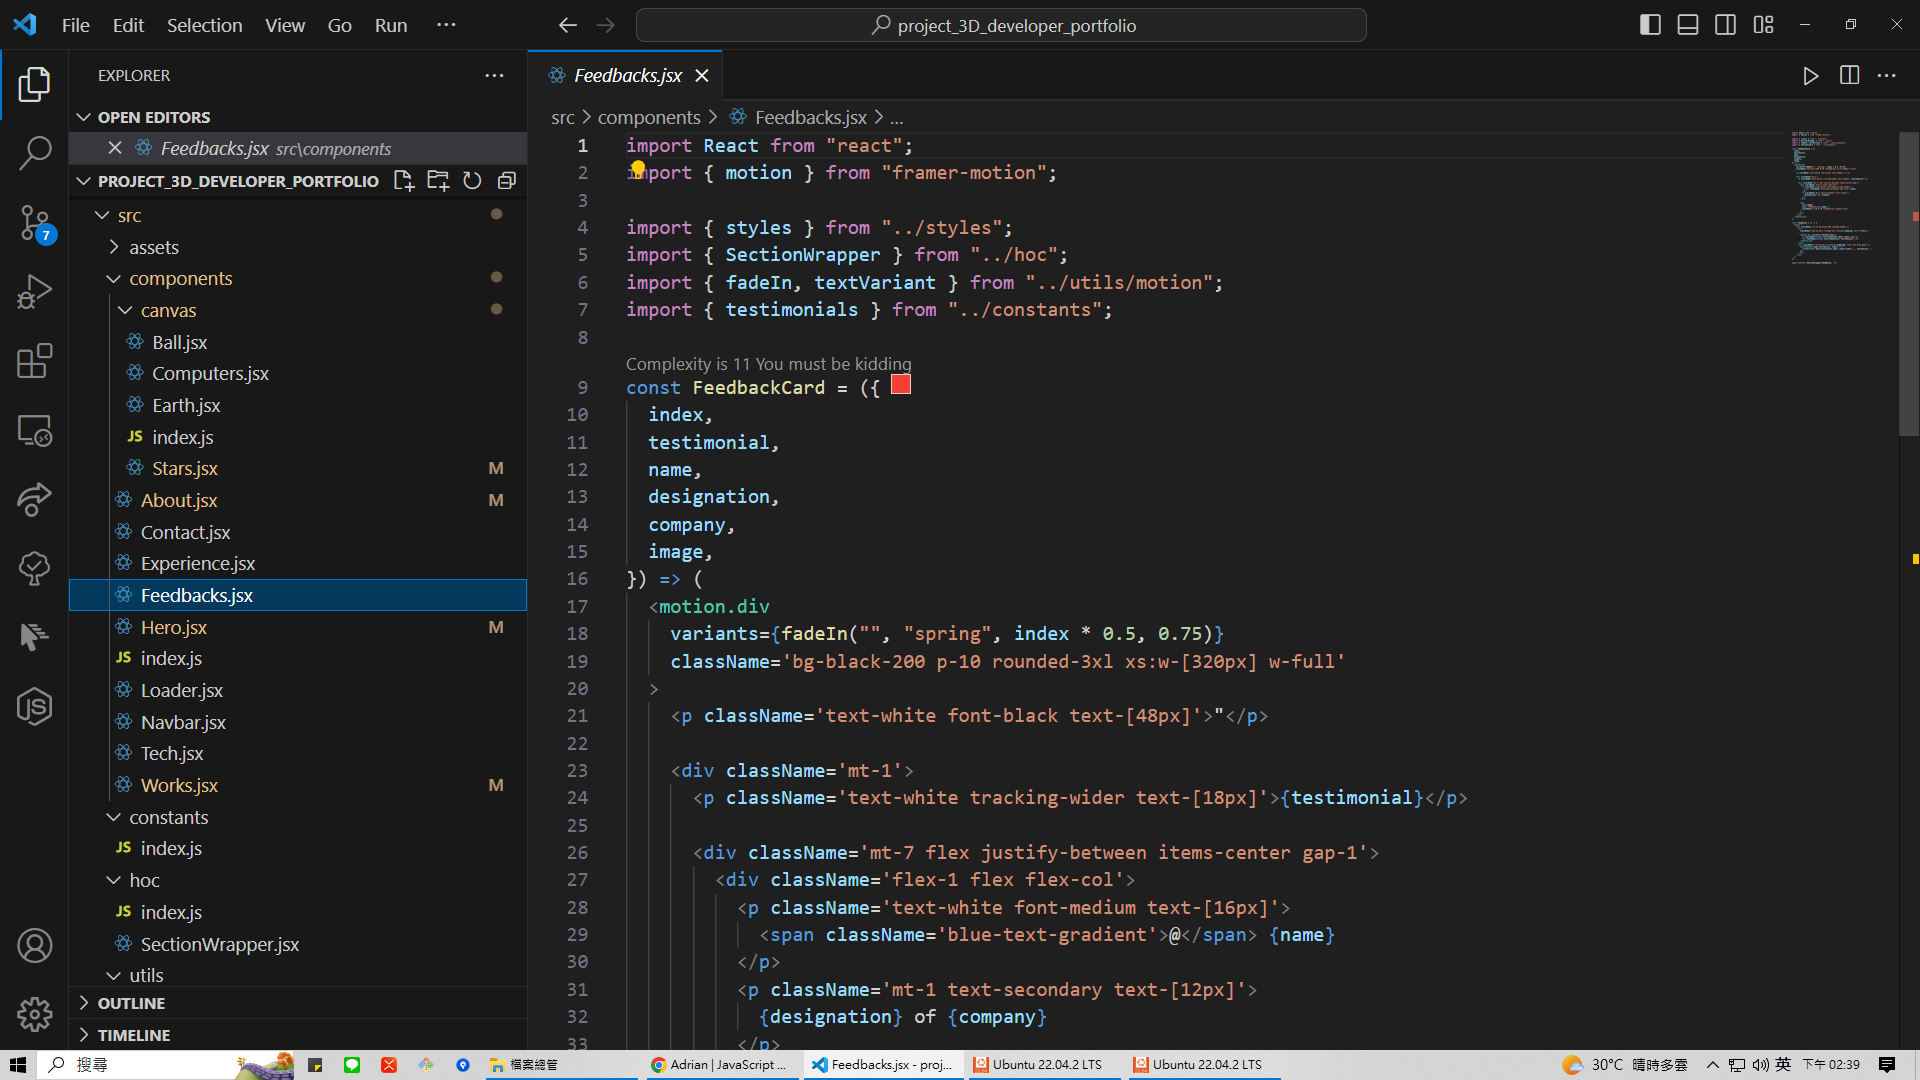 File Edit Selection View Go Run ...
project_3D_developer_portfolio
EXPLORER
OPEN EDITORS
Feedbacks.jsx src\components
PROJECT_3D_DEVELOPER_PORTFOLIO
src
assets
components
canvas
Ball.jsx
Computers.jsx
Earth.jsx
JS index.js
Stars.jsx M
About.jsx M
Contact.jsx
Experience.jsx
Feedbacks.jsx
Hero.jsx M
JS index.js
Loader.jsx
Navbar.jsx
Tech.jsx
Works.jsx M
constants
JS index.js
hoc
JS index.js
SectionWrapper.jsx
utils
OUTLINE
TIMELINE
7
Feedbacks.jsx
src > components > Feedbacks.jsx > ...
1 import React from "react";
2 import { motion } from "framer-motion";
3
4 import { styles } from "../styles";
5 import { SectionWrapper } from "../hoc";
6 import { fadeIn, textVariant } from "../utils/motion";
7 import { testimonials } from "../constants";
8
Complexity is 11 You must be kidding
9 const FeedbackCard = ({
10 index,
11 testimonial,
12 name,
13 designation,
14 company,
15 image,
16 }) => (
17 <motion.div
18 variants={fadeIn("", "spring", index * 0.5, 0.75)}
19 className='bg-black-200 p-10 rounded-3xl xs:w-[320px] w-full'
20 >
21 <p className='text-white font-black text-[48px]'>"</p>
22
23 <div className='mt-1'>
24 <p className='text-white tracking-wider text-[18px]'>{testimonial}</p>
25
26 <div className='mt-7 flex justify-between items-center gap-1'>
27 <div className='flex-1 flex flex-col'>
28 <p className='text-white font-medium text-[16px]'>
29 <span className='blue-text-gradient'>@</span> {name}
30 </p>
31 <p className='mt-1 text-secondary text-[12px]'>
32 {designation} of {company}
33 </p>
搜尋
檔案總管
Adrian | JavaScript ...
Feedbacks.jsx - proj...
Ubuntu 22.04.2 LTS
Ubuntu 22.04.2 LTS
30°C 晴時多雲
英
下午 02:39